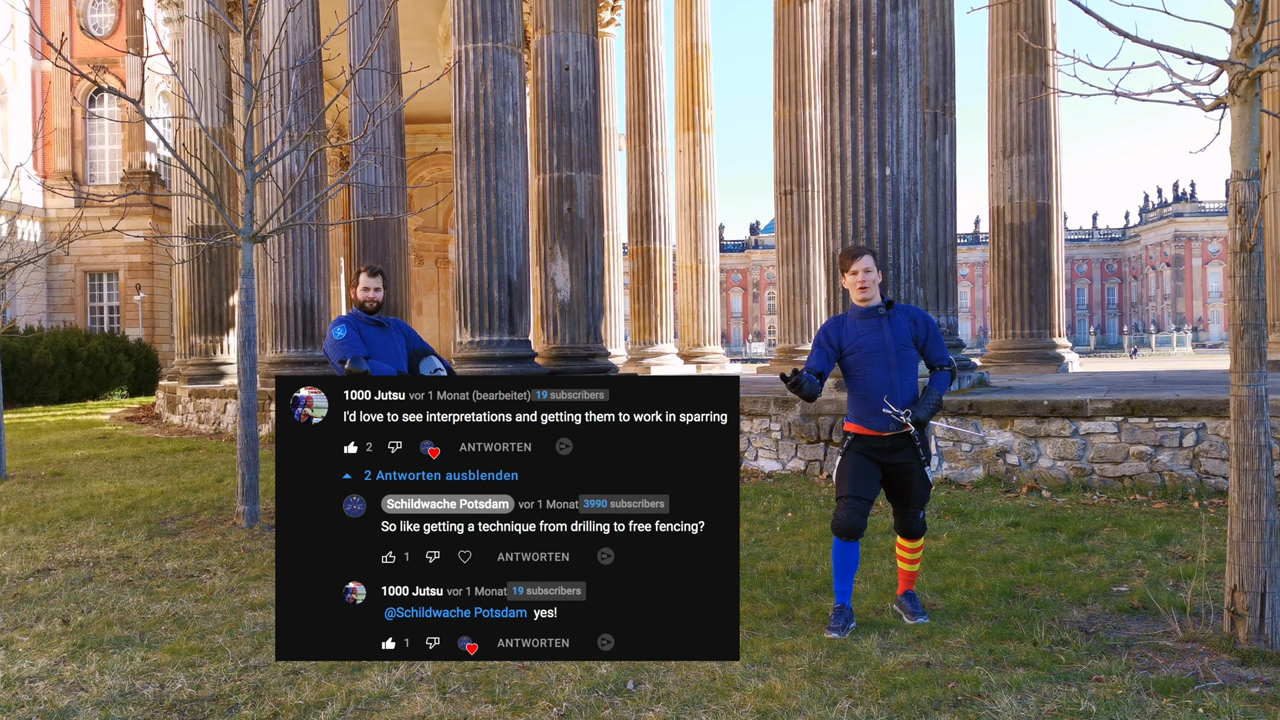 1000 Jutsu vor 1 Monat (bearbeitet) 19 subscribers
I'd love to see interpretations and getting them to work in sparring
2 ANTWORTEN
2 Antworten ausblenden
Schildwache Potsdam vor 1 Monat 3990 subscribers
So like getting a technique from drilling to free fencing?
1 ANTWORTEN
1000 Jutsu vor 1 Monat 19 subscribers
@Schildwache Potsdam yes!
1 ANTWORTEN